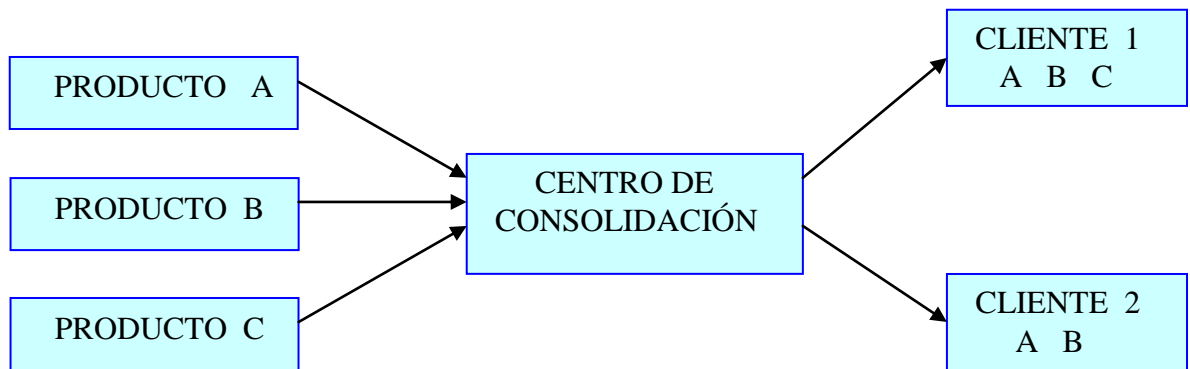 PRODUCTO A
PRODUCTO B
PRODUCTO C
CENTRO DE
CONSOLIDACIÓN
CLIENTE 1
A B C
CLIENTE 2
A B